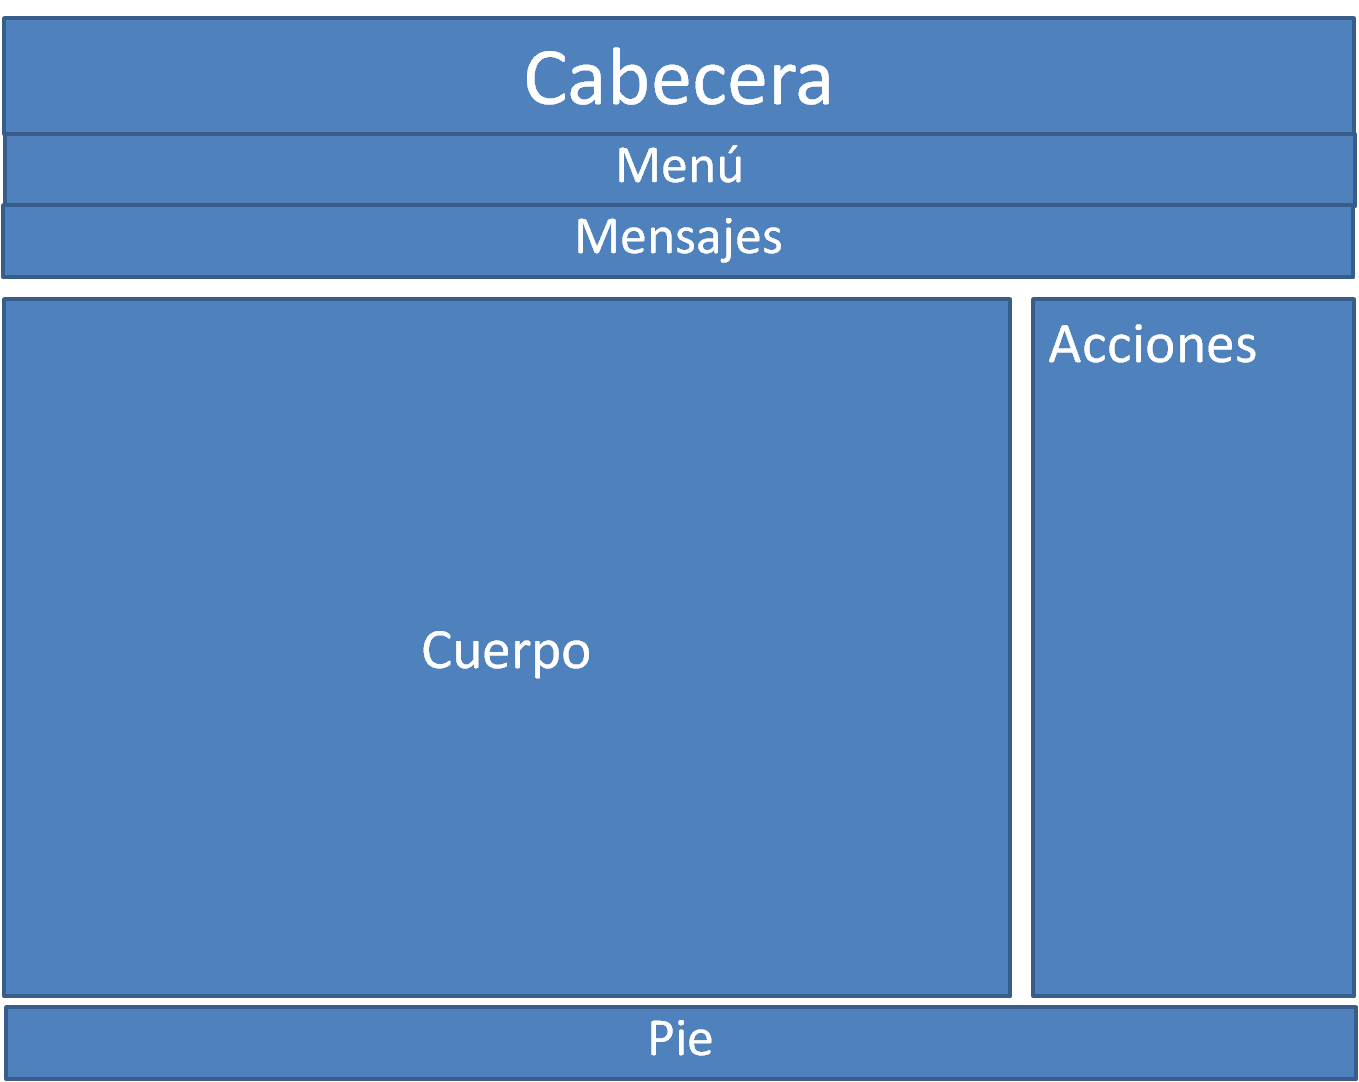 Cabecera
Menú
Mensajes
Acciones
Cuerpo
Pie